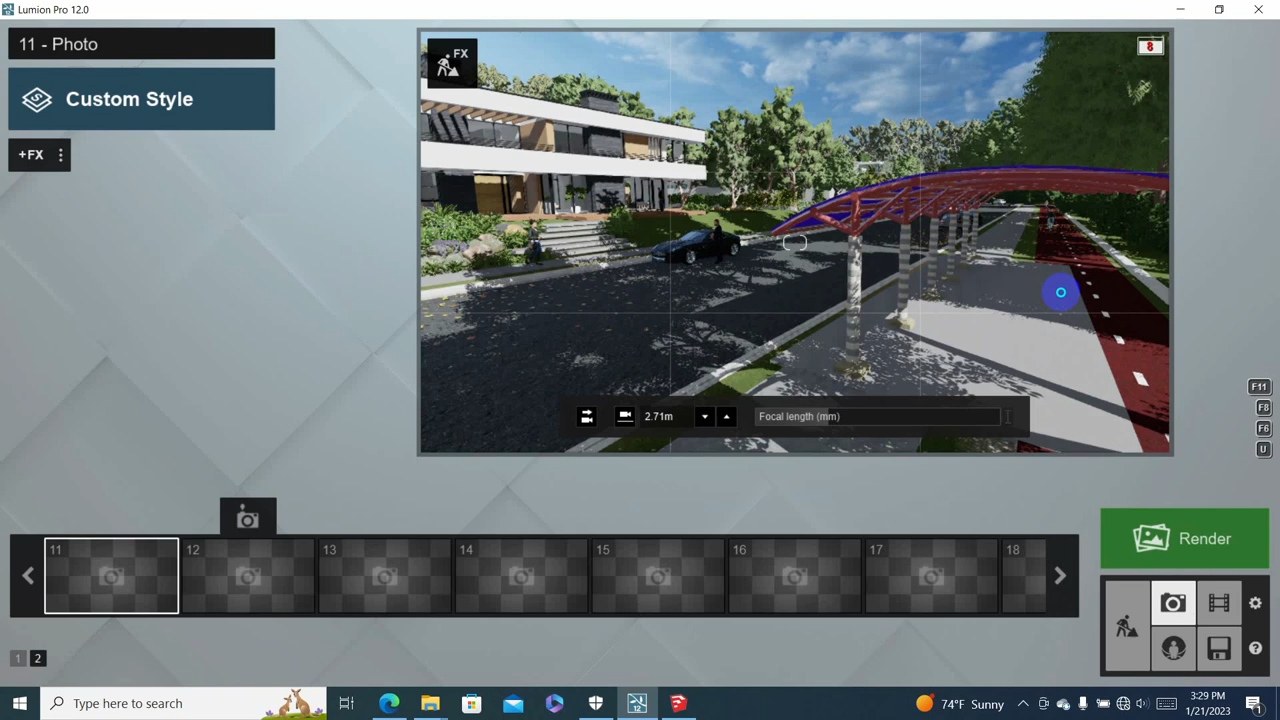 Lumion Pro 12.0
11 - Photo
Custom Style
+FX
FX
8
2.71m
Focal length (mm)
F11
F8
F6
U
11
12
13
14
15
16
17
18
Render
1
2
?
Type here to search
12
74°F Sunny
3:29 PM
1/21/2023
1